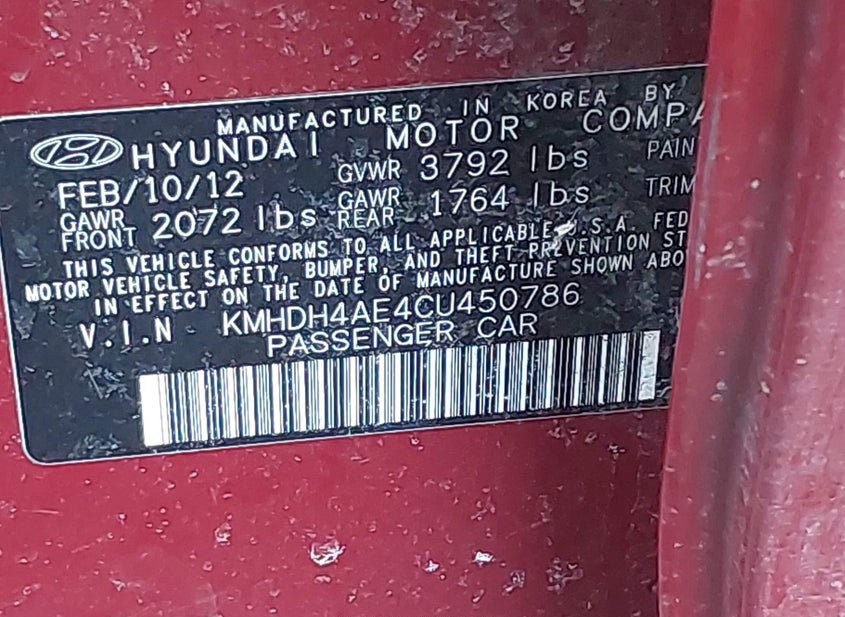 MANUFACTURED IN KOREA BY
HYUNDAI MOTOR COMPA
FEB/10/12 GVWR 3792 lbs PAIN
GAWR FRONT 2072 lbs GAWR REAR 1764 lbs TRIM
THIS VEHICLE CONFORMS TO ALL APPLICABLE U.S.A. FED
MOTOR VEHICLE SAFETY, BUMPER, AND THEFT PREVENTION ST
IN EFFECT ON THE DATE OF MANUFACTURE SHOWN ABO
V.I.N KMHDH4AE4CU450786
PASSENGER CAR